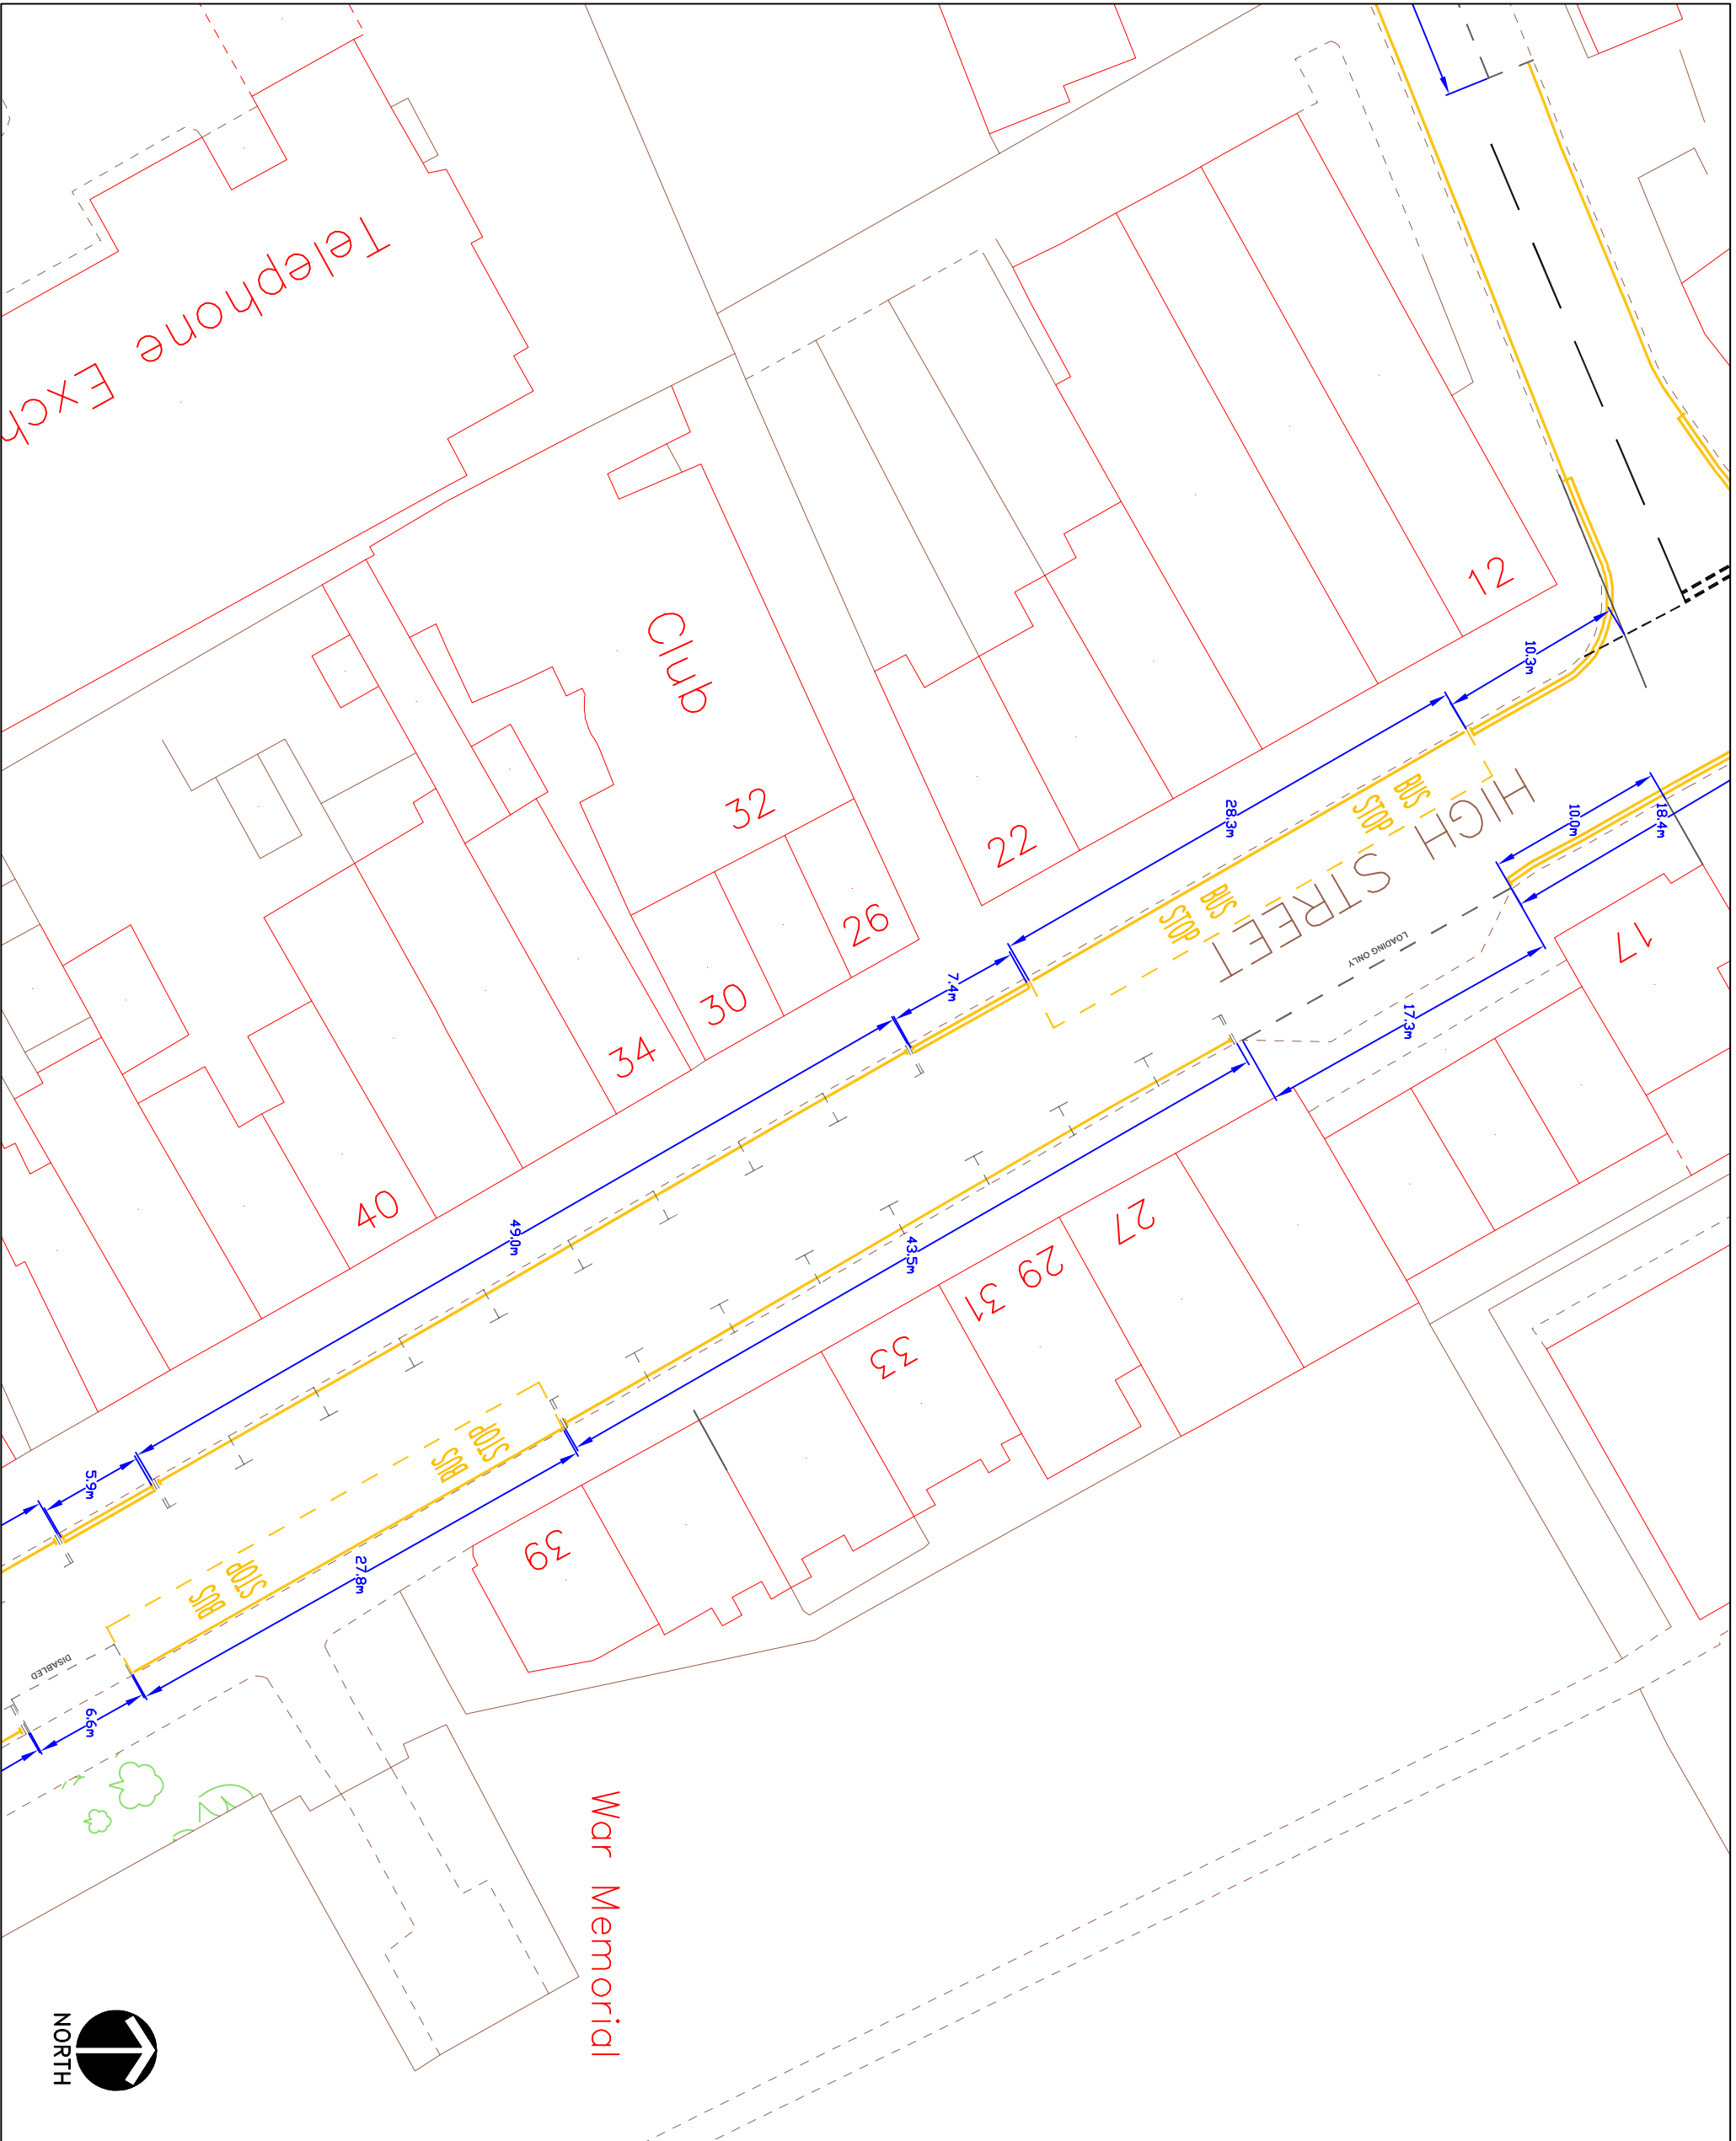 Telephone Exch
Club
12
22
26
30
32
34
40
HIGH STREET
BUS
STOP
BUS
STOP
LOADING ONLY
17
27
29
31
33
39
BUS
STOP
BUS
STOP
DISABLED
War Memorial
10.3m
28.3m
7.4m
49.0m
5.9m
18.4m
10.0m
17.3m
43.5m
27.8m
6.6m
NORTH